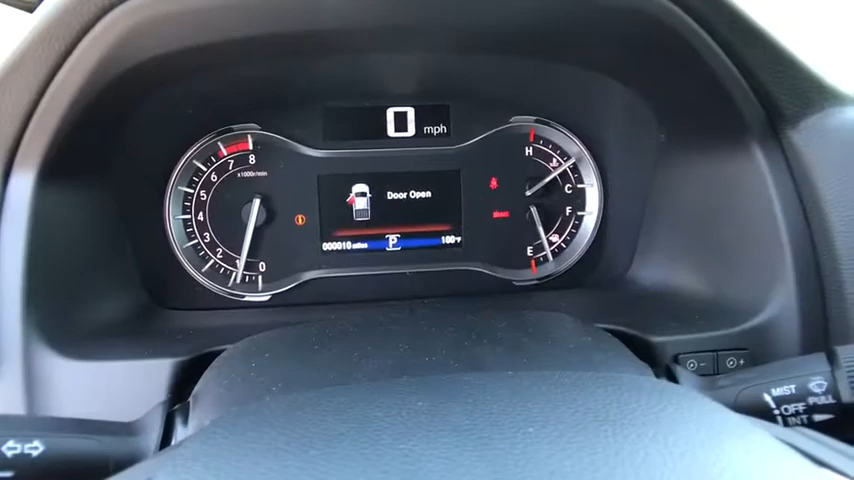 0 mph
8
7
6
5
4
3
2
1
0
x1000r/min
Door Open
000010 miles
P
100°F
H
C
F
E
MIST
OFF
INT
PULL